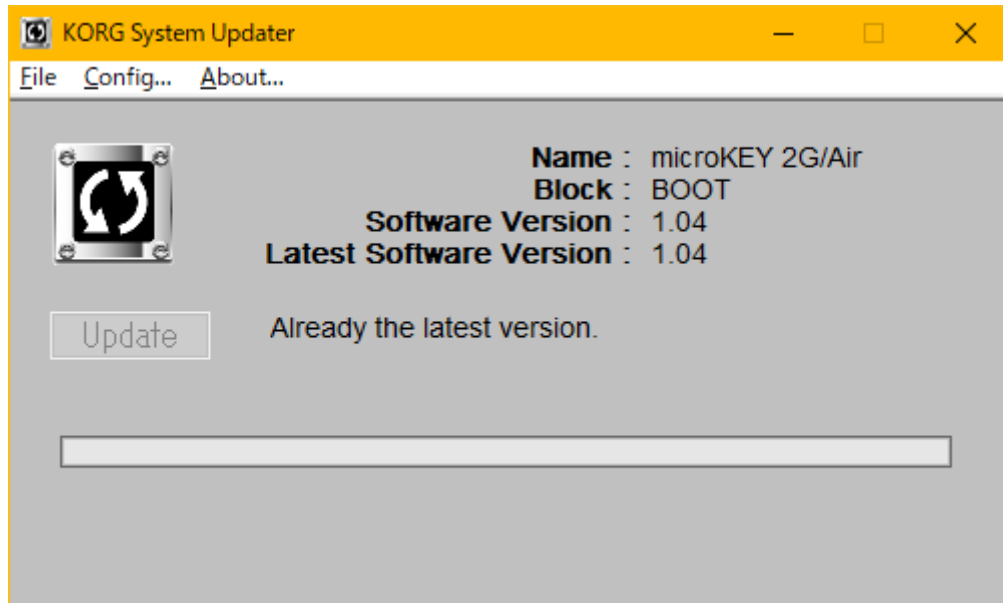 KORG System Updater
File Config... About...
Name : microKEY 2G/Air
Block : BOOT
Software Version : 1.04
Latest Software Version : 1.04
Update
Already the latest version.